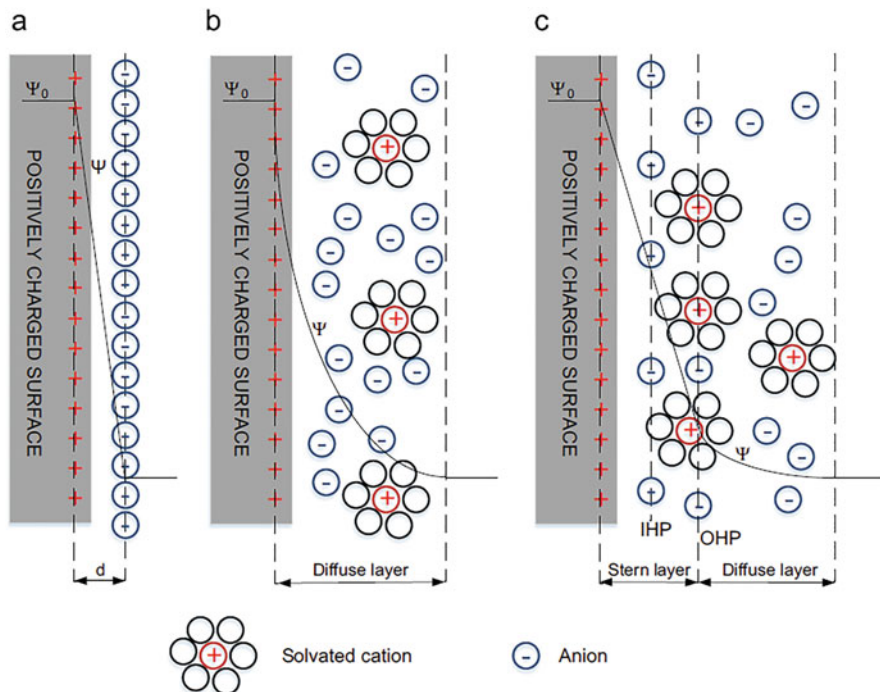 a
b
c
Ψ0
Ψ0
Ψ0
POSITIVELY CHARGED SURFACE
Ψ
POSITIVELY CHARGED SURFACE
Ψ
POSITIVELY CHARGED SURFACE
Ψ
IHP
OHP
d
Diffuse layer
Stern layer
Diffuse layer
Solvated cation
Anion